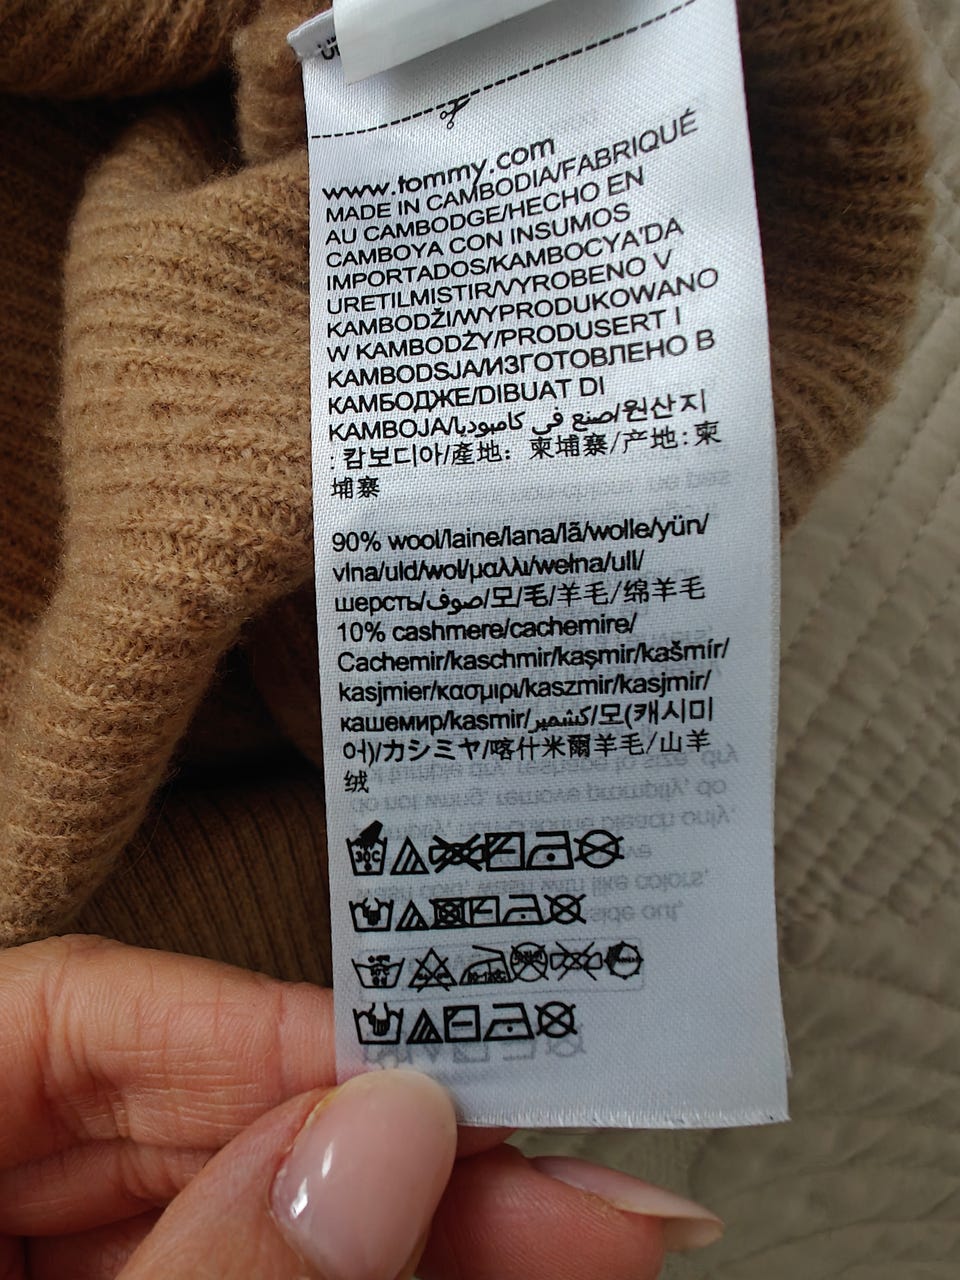 www.tommy.com
MADE IN CAMBODIA/FABRIQUÉ
AU CAMBODGE/HECHO EN
CAMBOYA CON INSUMOS
IMPORTADOS/KAMBOCYA'DA
URETILMISTIR/VYROBENO V
KAMBODŽI/WYPRODUKOWANO
W KAMBODŻY/PRODUSERT I
KAMBODSJA/ИЗГОТОВЛЕНО В
КАМБОДЖЕ/DIBUAT DI
KAMBOJA/صنع في كامبوديا/원산지
: 캄보디아/產地: 柬埔寨/产地: 柬
埔寨
90% wool/laine/lana/lã/wolle/yün/
vlna/uld/wol/μαλλι/wełna/ull/
шерсть/صوف/모/毛/羊毛/绵羊毛
10% cashmere/cachemire/
Cachemir/kaschmir/kaşmir/kašmír/
kasjmier/κασμιρι/kaszmir/kasjmir/
кашемир/kasmir/كشمير/모(캐시미
어)/カシミヤ/喀什米爾羊毛/山羊
绒
30C